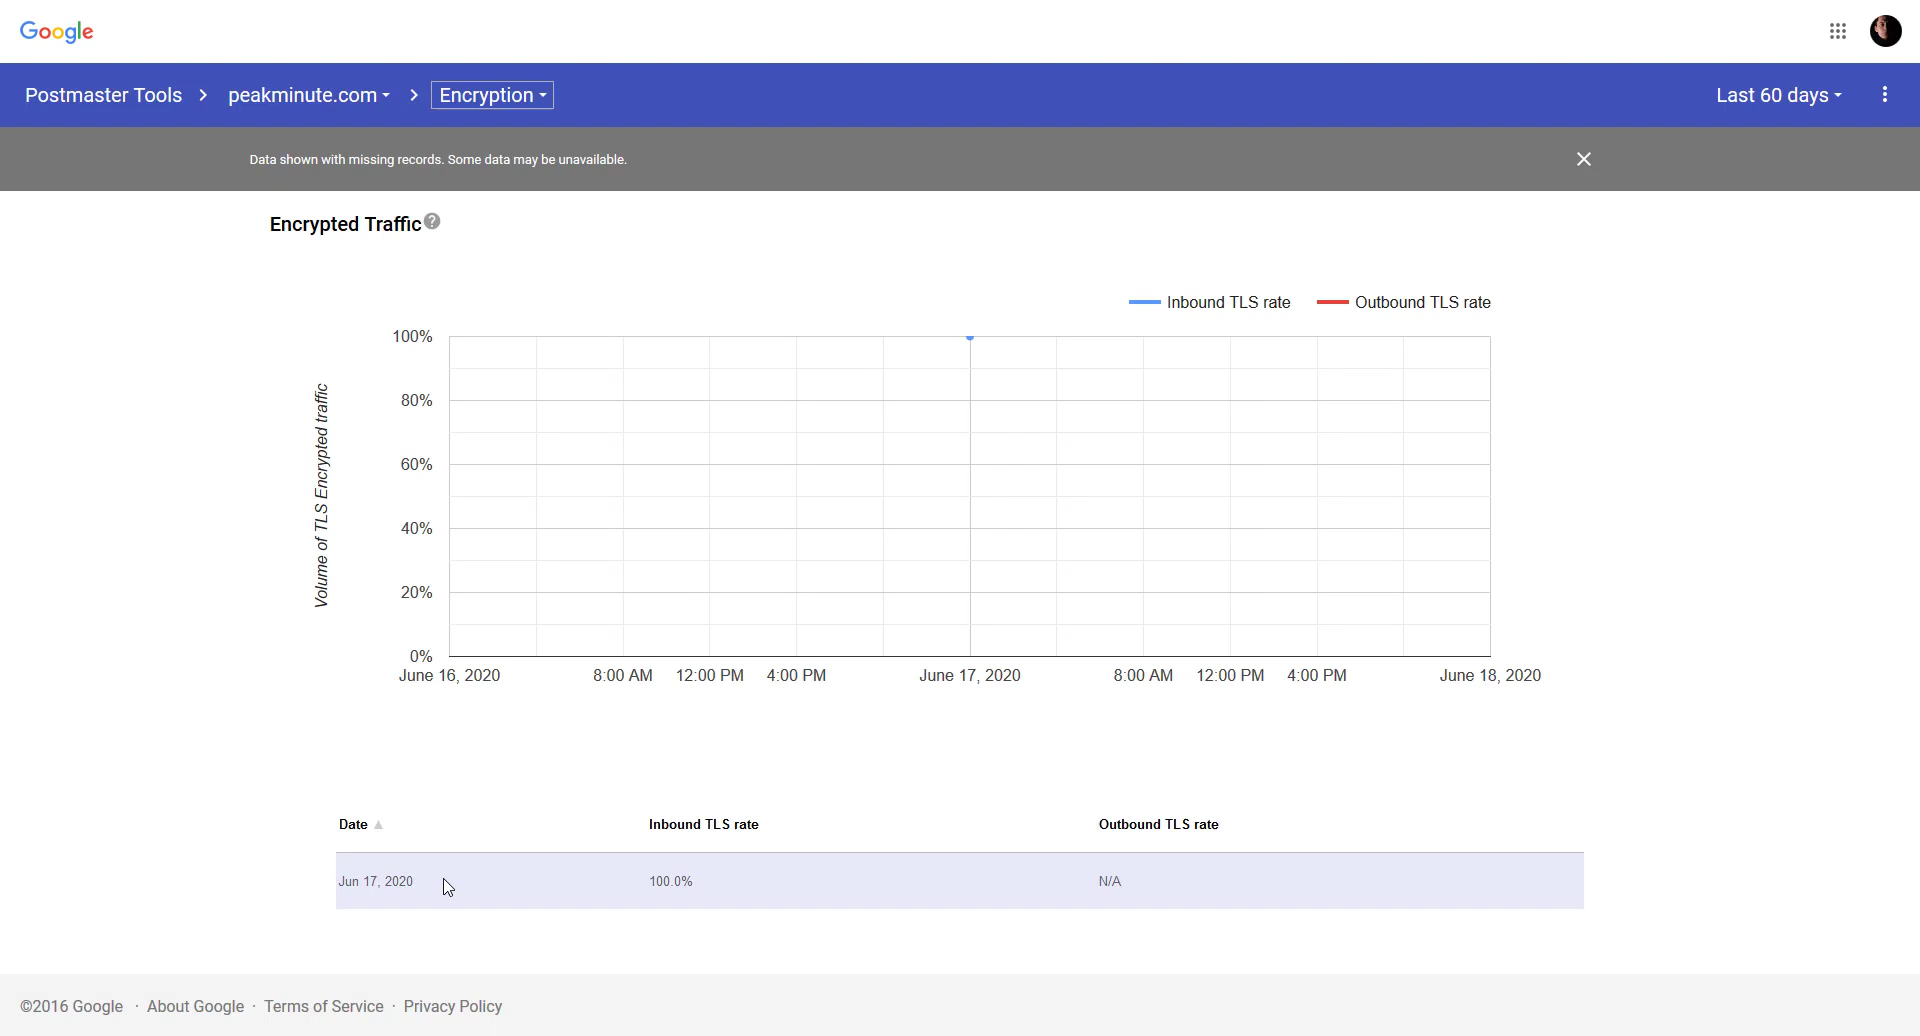 Google
Postmaster Tools peakminute.com Encryption Last 60 days
Data shown with missing records. Some data may be unavailable.
Encrypted Traffic
Inbound TLS rate Outbound TLS rate
Volume of TLS Encrypted traffic
100%
80%
60%
40%
20%
0%
June 16, 2020 8:00 AM 12:00 PM 4:00 PM June 17, 2020 8:00 AM 12:00 PM 4:00 PM June 18, 2020
Date Inbound TLS rate Outbound TLS rate
Jun 17, 2020 100.0% N/A
©2016 Google · About Google · Terms of Service · Privacy Policy